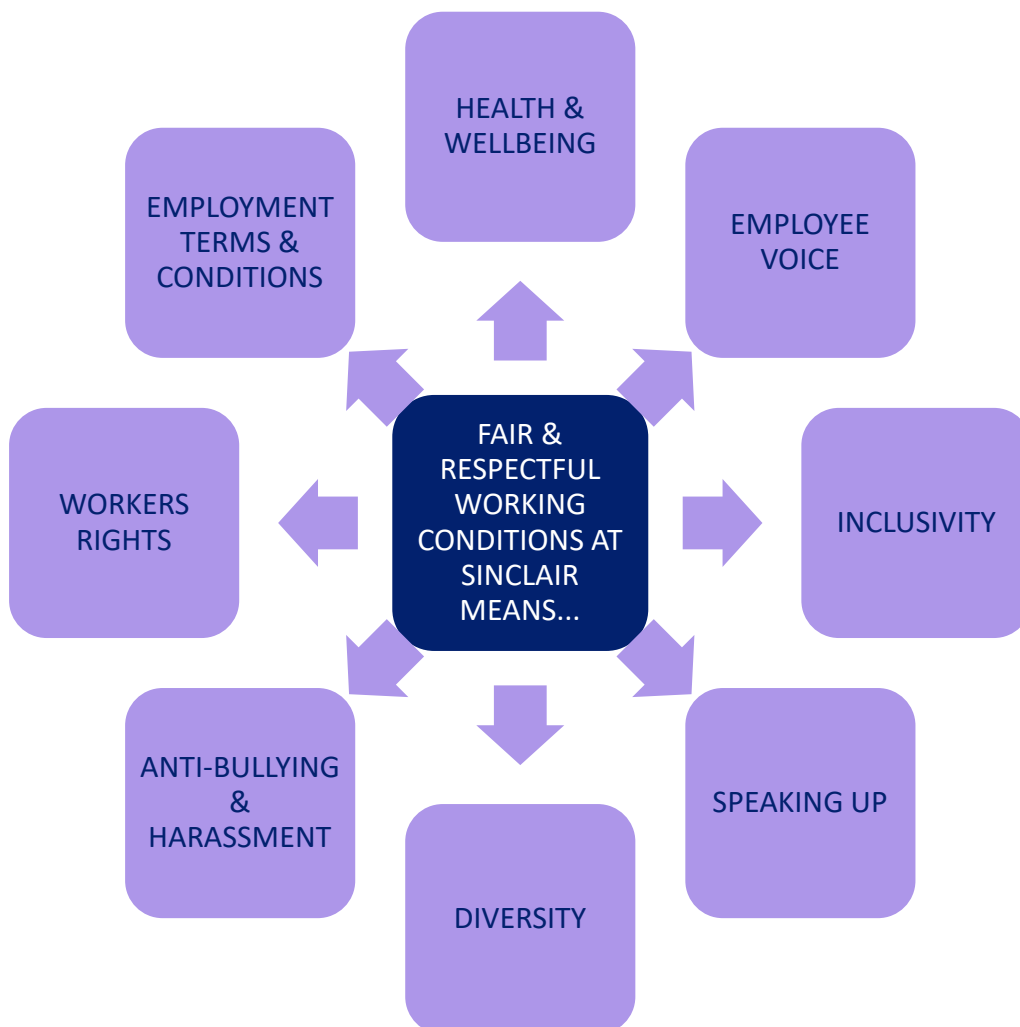 HEALTH &
WELLBEING
EMPLOYMENT
TERMS &
CONDITIONS
EMPLOYEE
VOICE
FAIR &
RESPECTFUL
WORKING
CONDITIONS AT
SINCLAIR
MEANS...
WORKERS
RIGHTS
INCLUSIVITY
ANTI-BULLYING
&
HARASSMENT
SPEAKING UP
DIVERSITY